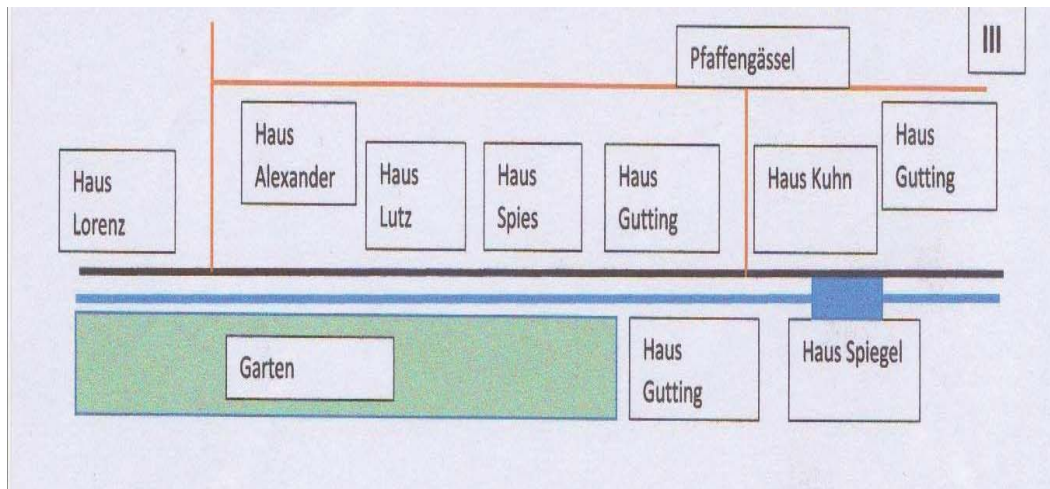 III
Pfaffengässel
Haus
Lorenz
Haus
Alexander
Haus
Lutz
Haus
Spies
Haus
Gutting
Haus Kuhn
Haus
Gutting
Garten
Haus
Gutting
Haus Spiegel